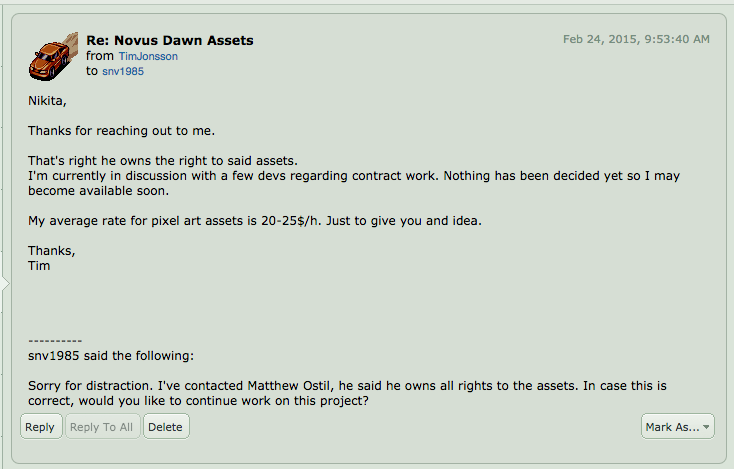 Re: Novus Dawn Assets
Feb 24, 2015, 9:53:40 AM
from TimJonsson
to snv1985
Nikita,
Thanks for reaching out to me.
That's right he owns the right to said assets.
I'm currently in discussion with a few devs regarding contract work. Nothing has been decided yet so I may
become available soon.
My average rate for pixel art assets is 20-25$/h. Just to give you and idea.
Thanks,
Tim
----------
snv1985 said the following:
Sorry for distraction. I've contacted Matthew Ostil, he said he owns all rights to the assets. In case this is
correct, would you like to continue work on this project?
Reply Reply To All Delete Mark As...